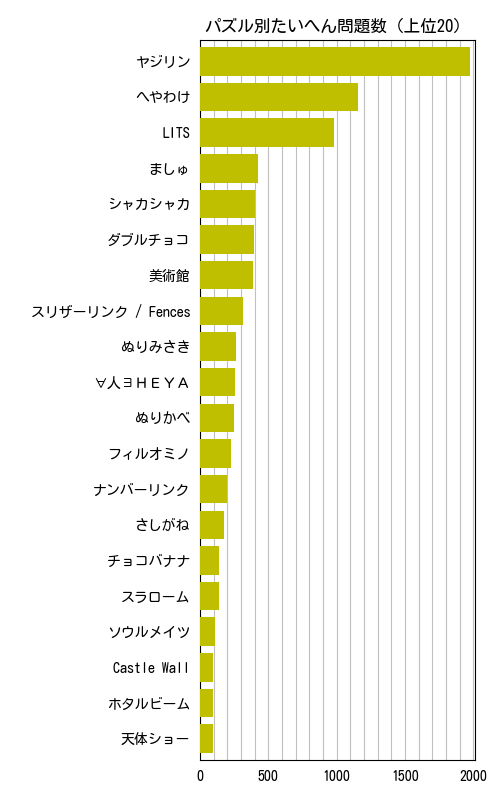 パズル別たいへん問題数 (上位20)
ヤジリン
へやわけ
LITS
ましゅ
シャカシャカ
ダブルチョコ
美術館
スリザーリンク / Fences
ぬりみさき
∀人∃ＨＥＹＡ
ぬりかべ
フィルオミノ
ナンバーリンク
さしがね
チョコバナナ
スラローム
ソウルメイツ
Castle Wall
ホタルビーム
天体ショー
0 500 1000 1500 2000